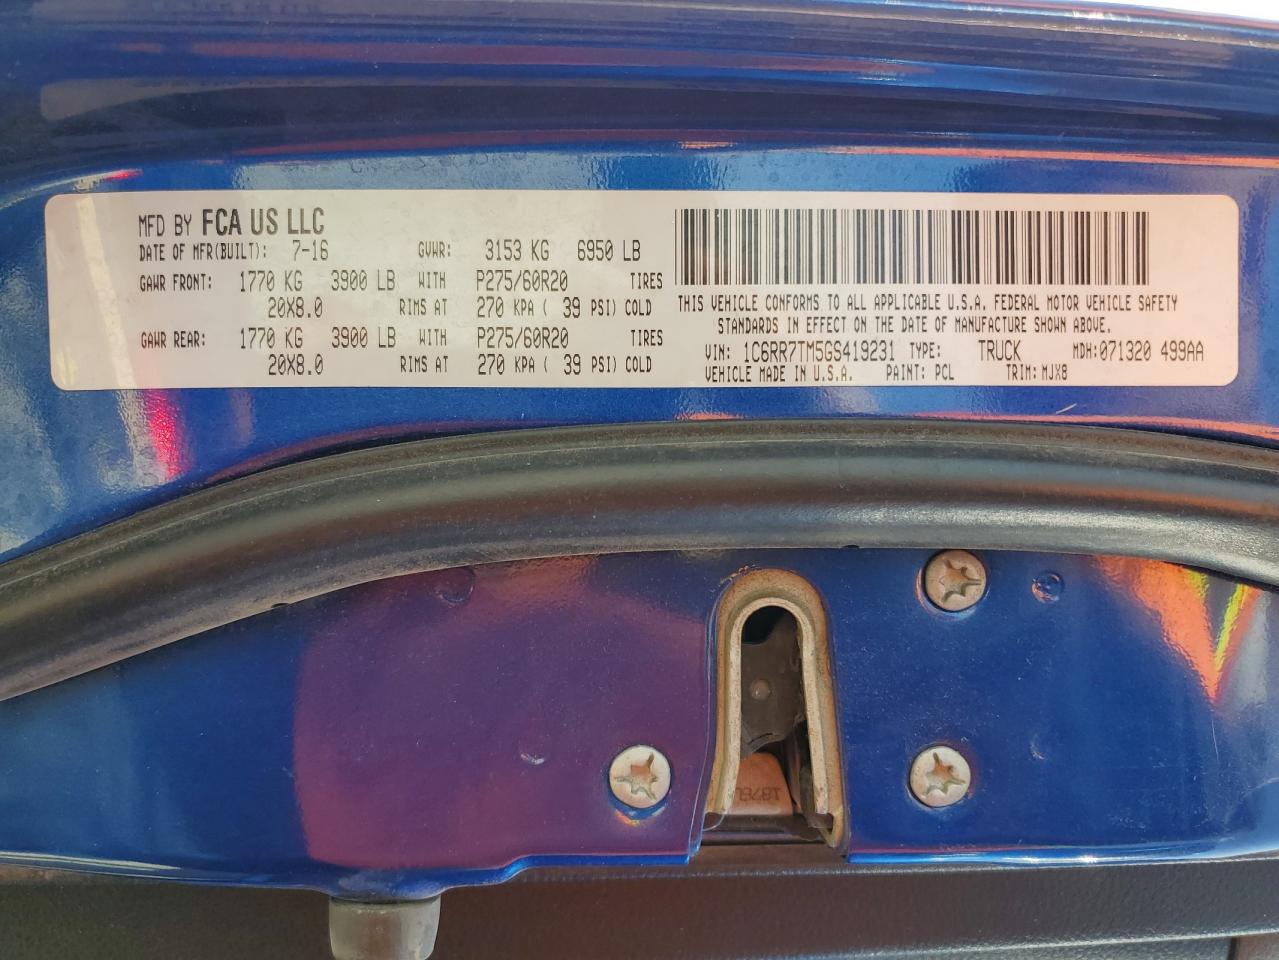 MFD BY FCA US LLC
DATE OF MFR(BUILT): 7-16 GVWR: 3153 KG 6950 LB
GAWR FRONT: 1770 KG 3900 LB WITH P275/60R20 TIRES
20X8.0 RIMS AT 270 KPA ( 39 PSI) COLD
GAWR REAR: 1770 KG 3900 LB WITH P275/60R20 TIRES
20X8.0 RIMS AT 270 KPA ( 39 PSI) COLD
THIS VEHICLE CONFORMS TO ALL APPLICABLE U.S.A. FEDERAL MOTOR VEHICLE SAFETY
STANDARDS IN EFFECT ON THE DATE OF MANUFACTURE SHOWN ABOVE.
VIN: 1C6RR7TM5GS419231 TYPE: TRUCK MDH:071320 499AA
VEHICLE MADE IN U.S.A. PAINT: PCL TRIM: MJX8